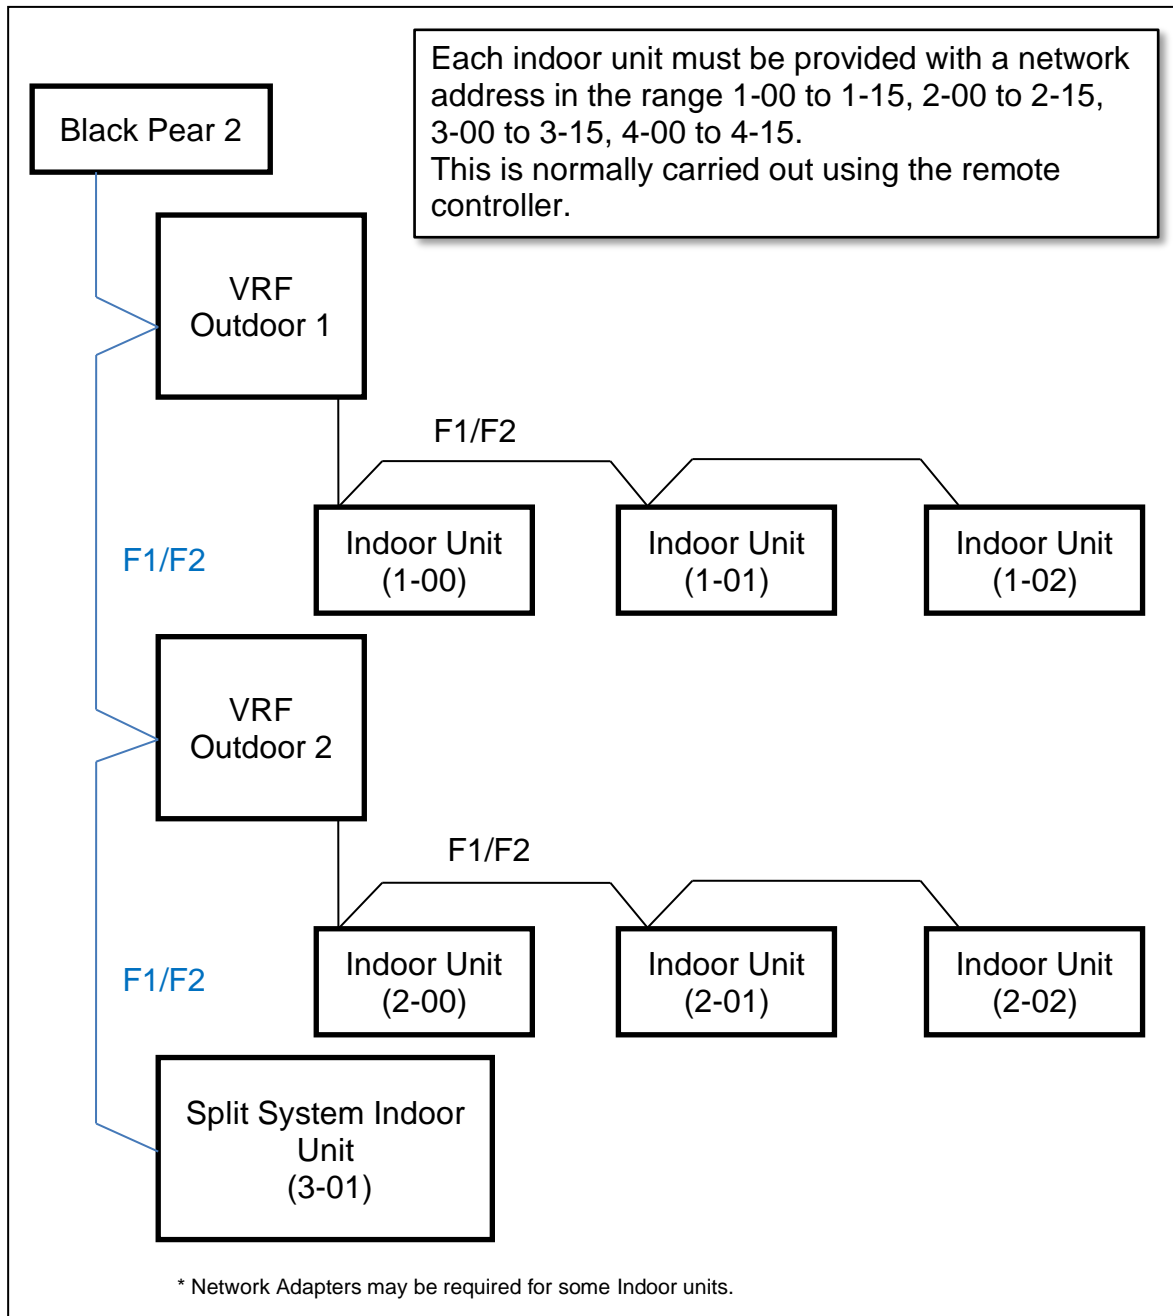 Each indoor unit must be provided with a network
address in the range 1-00 to 1-15, 2-00 to 2-15,
3-00 to 3-15, 4-00 to 4-15.
This is normally carried out using the remote
controller.
Black Pear 2
VRF
Outdoor 1
F1/F2
Indoor Unit
(1-00)
Indoor Unit
(1-01)
Indoor Unit
(1-02)
F1/F2
VRF
Outdoor 2
F1/F2
Indoor Unit
(2-00)
Indoor Unit
(2-01)
Indoor Unit
(2-02)
F1/F2
Split System Indoor
Unit
(3-01)
* Network Adapters may be required for some Indoor units.